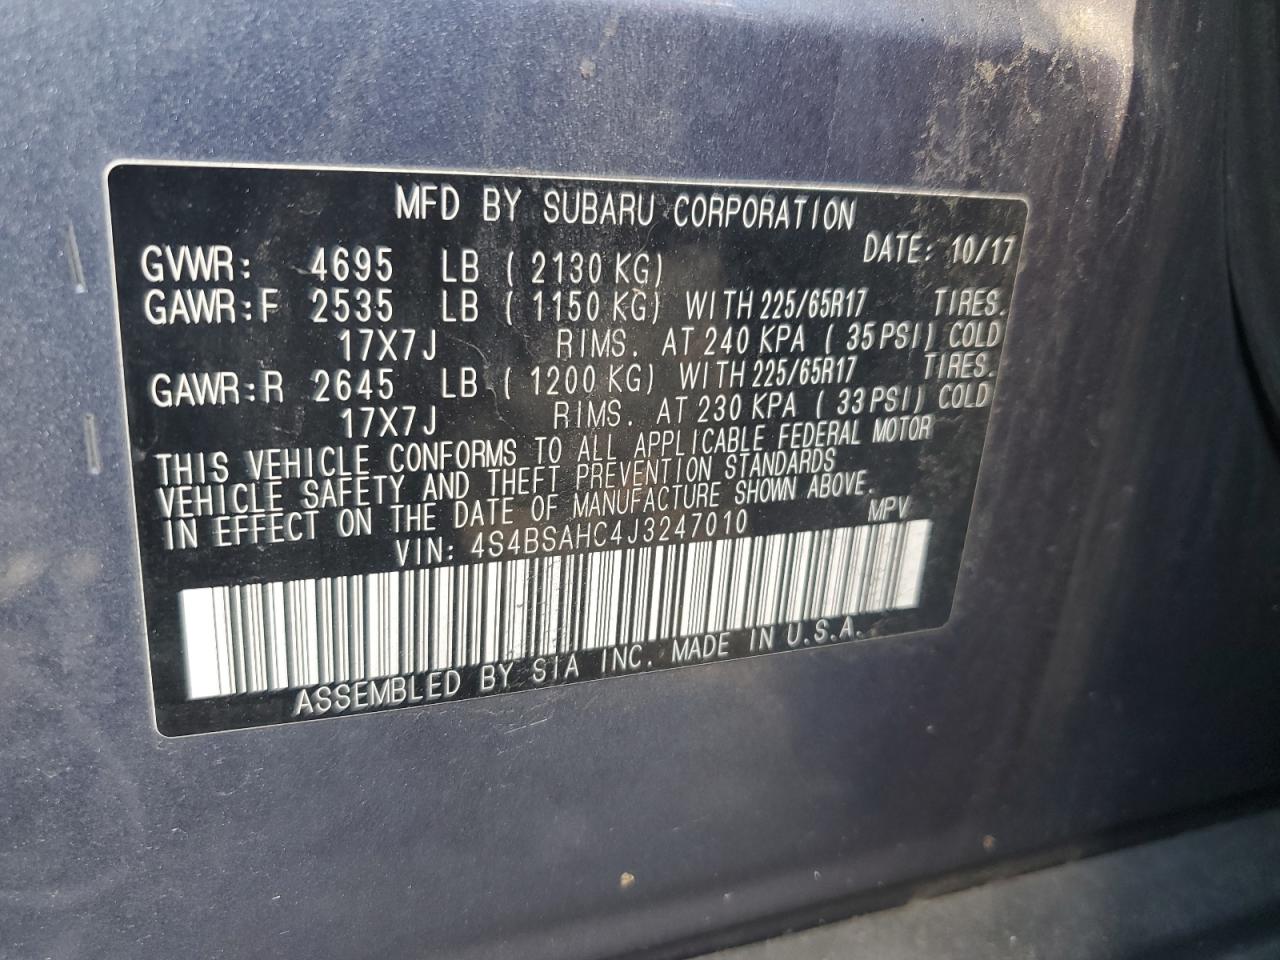 MFD BY SUBARU CORPORATION
DATE: 10/17
GVWR: 4695 LB ( 2130 KG)
GAWR:F 2535 LB ( 1150 KG) WITH 225/65R17 TIRES.
17X7J RIMS. AT 240 KPA ( 35 PSI) COLD
GAWR:R 2645 LB ( 1200 KG) WITH 225/65R17 TIRES.
17X7J RIMS. AT 230 KPA ( 33 PSI) COLD
THIS VEHICLE CONFORMS TO ALL APPLICABLE FEDERAL MOTOR
VEHICLE SAFETY AND THEFT PREVENTION STANDARDS
IN EFFECT ON THE DATE OF MANUFACTURE SHOWN ABOVE.
VIN: 4S4BSAHC4J3247010 MPV
ASSEMBLED BY SIA INC. MADE IN U.S.A.